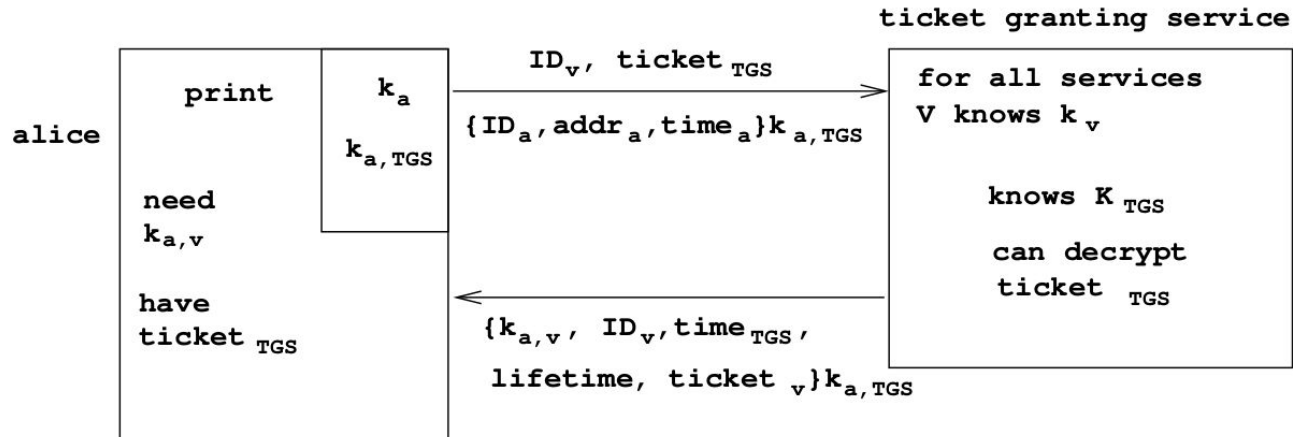 ticket granting service
alice
print
k_a
k_a,TGS
need
k_a,v
have
ticket_TGS
ID_v, ticket_TGS
{ID_a,addr_a,time_a}k_a,TGS
{k_a,v, ID_v,time_TGS,
lifetime, ticket_v}k_a,TGS
for all services
V knows k_v
knows K_TGS
can decrypt
ticket_TGS